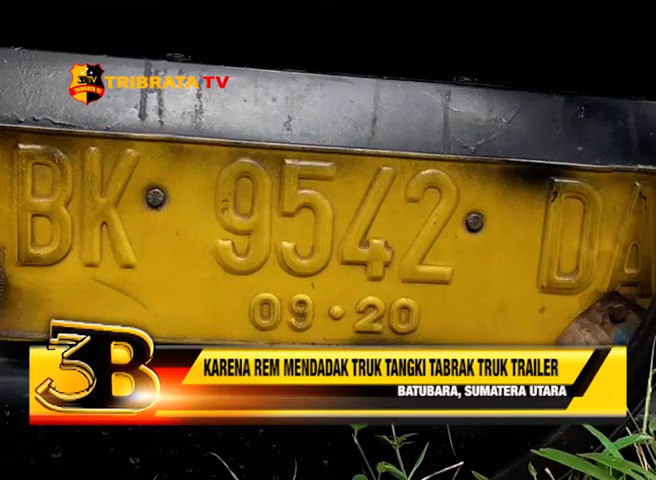 TRIBRATA TV
BK 9542 DA
09 · 20
3B
KARENA REM MENDADAK TRUK TANGKI TABRAK TRUK TRAILER
BATUBARA, SUMATERA UTARA